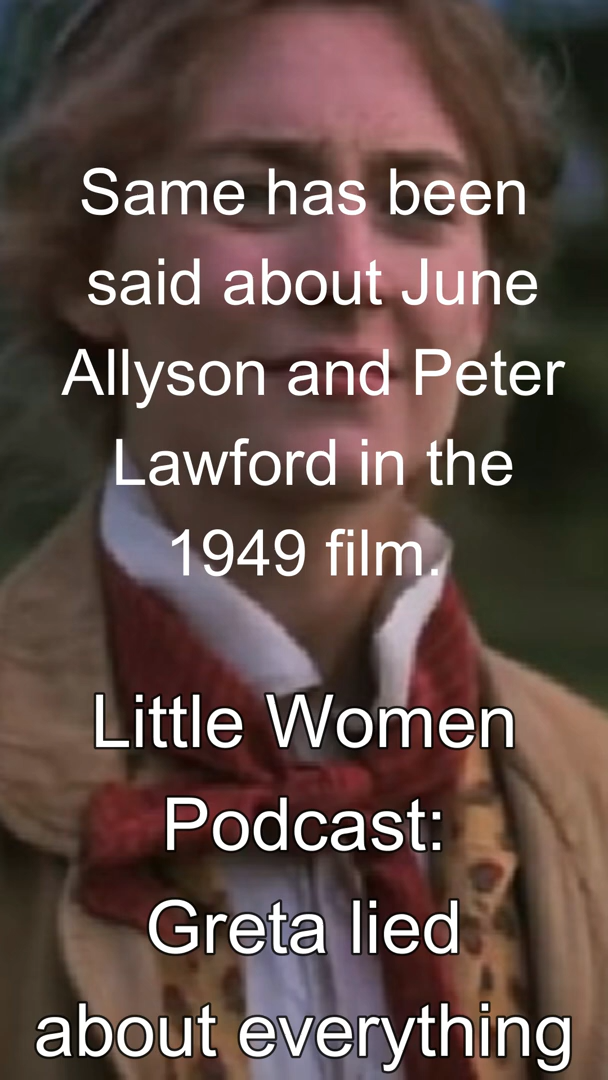 Same has been
said about June
Allyson and Peter
Lawford in the
1949 film.
Little Women
Podcast:
Greta lied
about everything